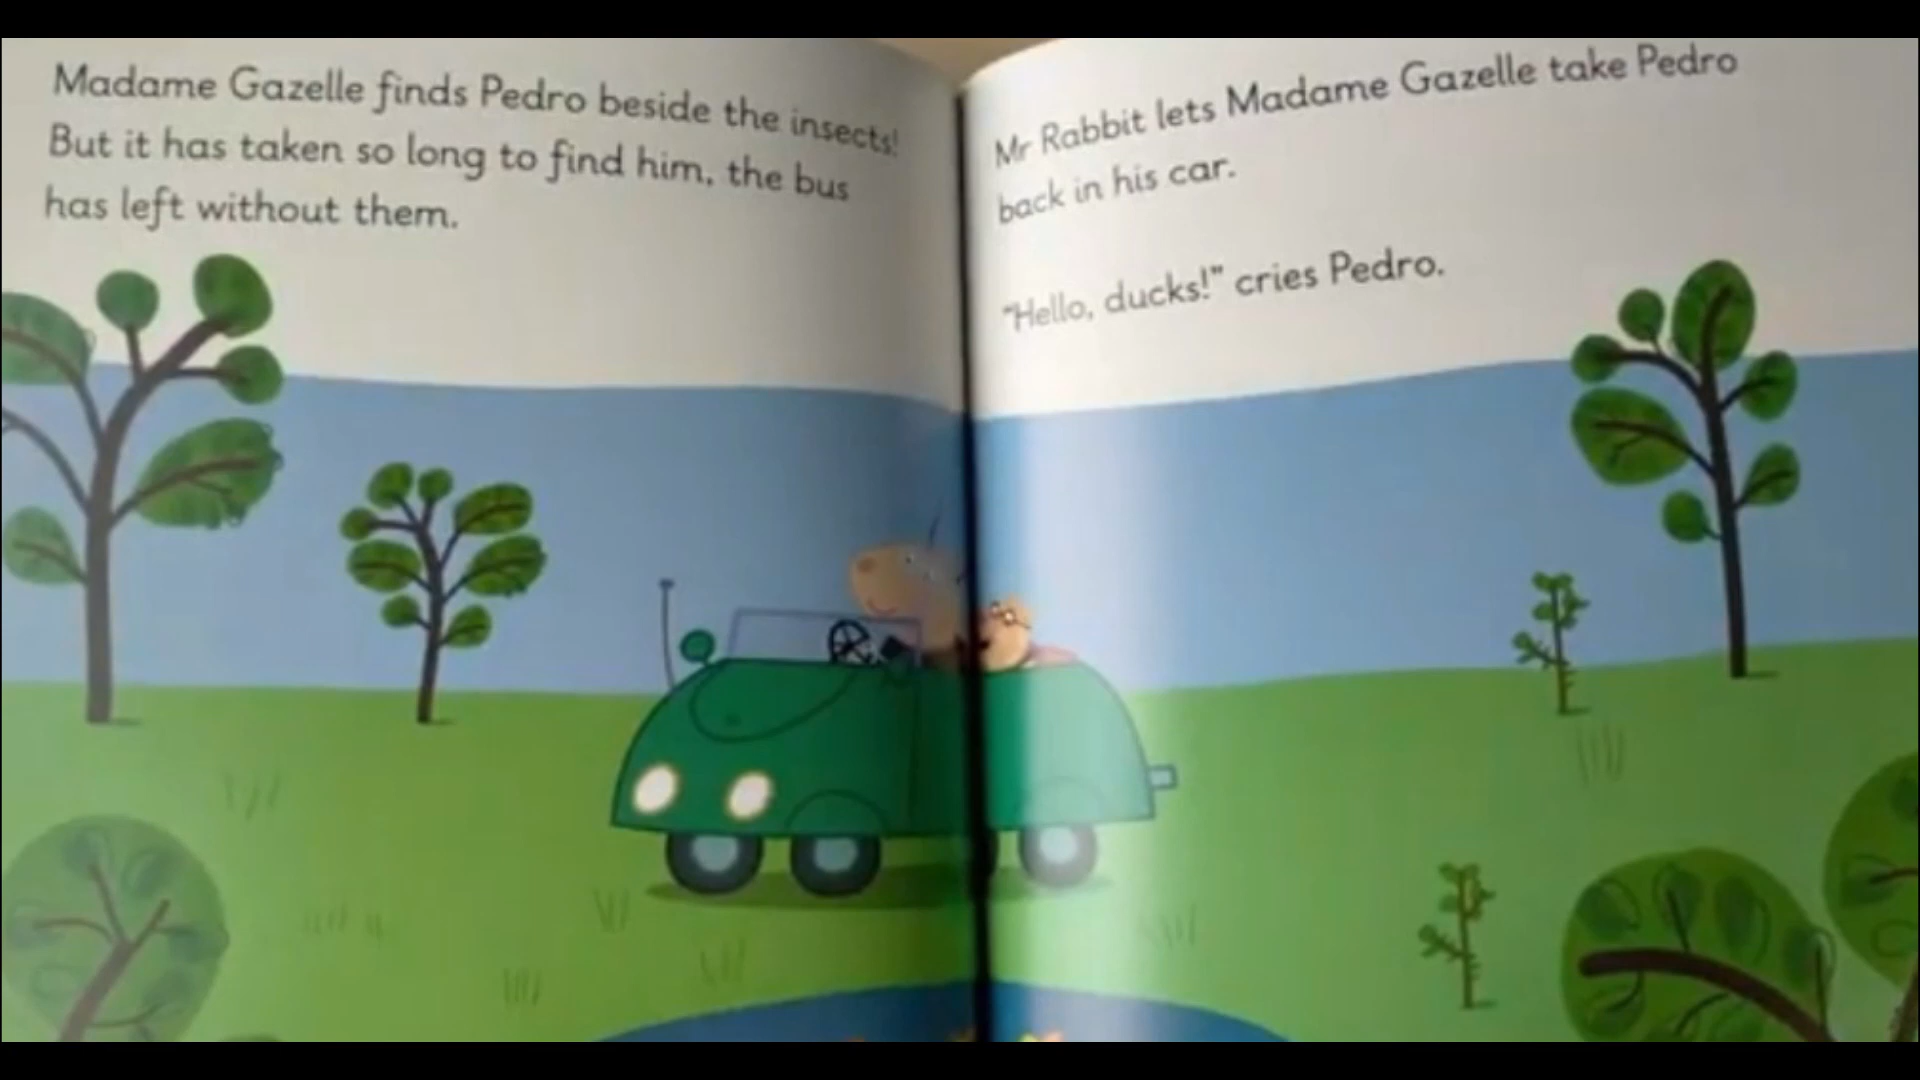 Madame Gazelle finds Pedro beside the insects!
But it has taken so long to find him, the bus
has left without them.
Mr Rabbit lets Madame Gazelle take Pedro
back in his car.
“Hello, ducks!” cries Pedro.